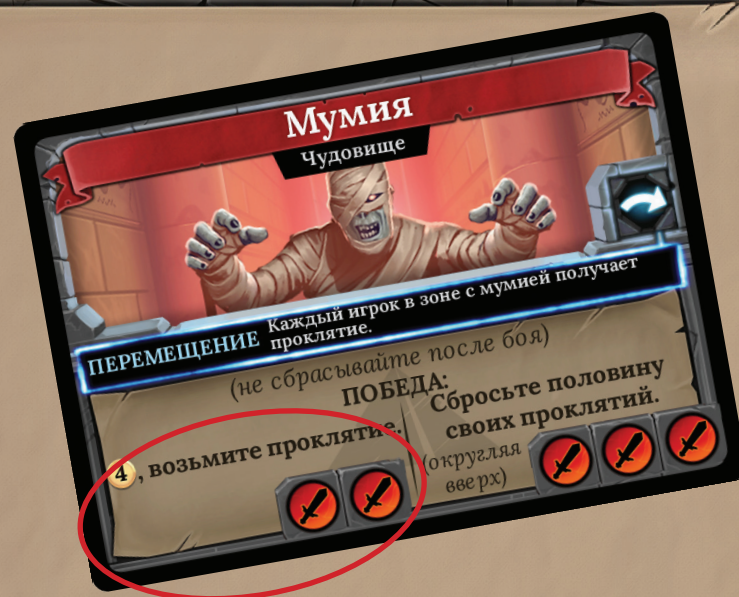 Мумия
Чудовище
ПЕРЕМЕЩЕНИЕ Каждый игрок в зоне с мумией получает
проклятие.
(не сбрасывайте после боя)
ПОБЕДА:
4, возьмите проклятие.
Сбросьте половину
своих проклятий.
(округляя
вверх)